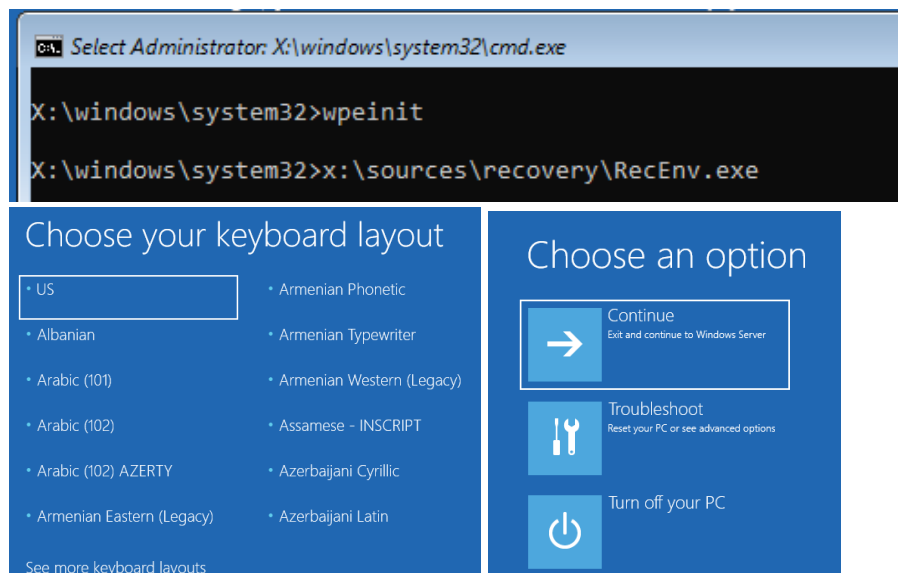 Select Administrator: X:\windows\system32\cmd.exe
X:\windows\system32>wpeinit
X:\windows\system32>x:\sources\recovery\RecEnv.exe
Choose your keyboard layout
US
Albanian
Arabic (101)
Arabic (102)
Arabic (102) AZERTY
Armenian Eastern (Legacy)
Armenian Phonetic
Armenian Typewriter
Armenian Western (Legacy)
Assamese - INSCRIPT
Azerbaijani Cyrillic
Azerbaijani Latin
See more keyboard layouts
Choose an option
Continue
Exit and continue to Windows Server
Troubleshoot
Reset your PC or see advanced options
Turn off your PC